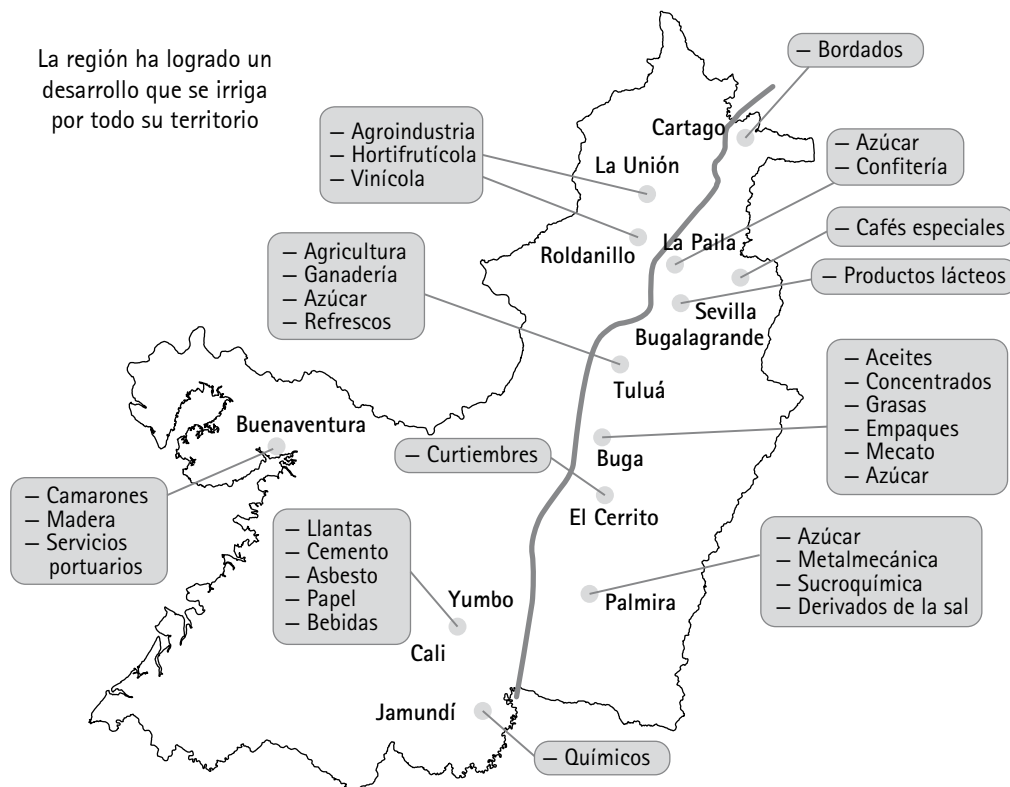 La región ha logrado un
desarrollo que se irriga
por todo su territorio
— Bordados
Cartago
— Agroindustria
— Hortifrutícola
— Vinícola
La Unión
— Azúcar
— Confitería
Roldanillo
La Paila
— Cafés especiales
— Agricultura
— Ganadería
— Azúcar
— Refrescos
— Productos lácteos
Sevilla
Bugalagrande
Tuluá
— Aceites
— Concentrados
— Grasas
— Empaques
— Mecato
— Azúcar
Buenaventura
— Curtiembres
Buga
— Camarones
— Madera
— Servicios
portuarios
El Cerrito
— Llantas
— Cemento
— Asbesto
— Papel
— Bebidas
— Azúcar
— Metalmecánica
— Sucroquímica
— Derivados de la sal
Yumbo
Palmira
Cali
Jamundí
— Químicos